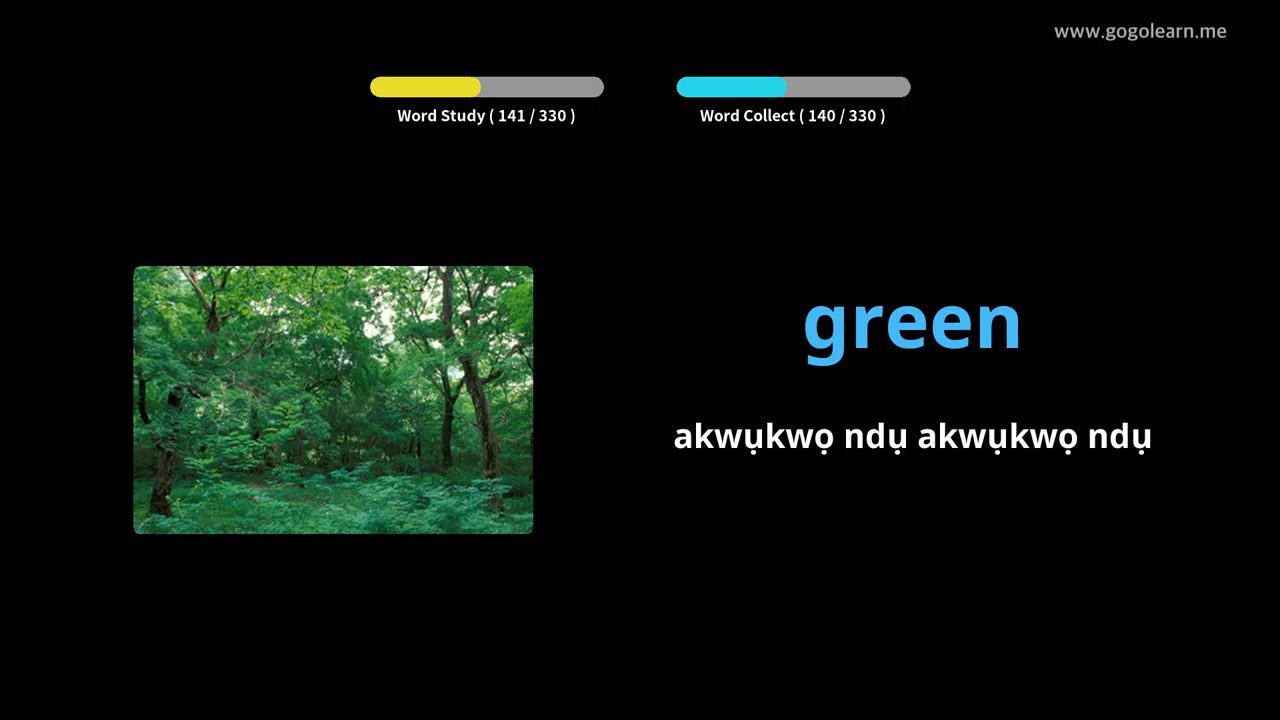 www.gogolearn.me
Word Study ( 141 / 330 )
Word Collect ( 140 / 330 )
green
akwụkwọ ndụ akwụkwọ ndụ